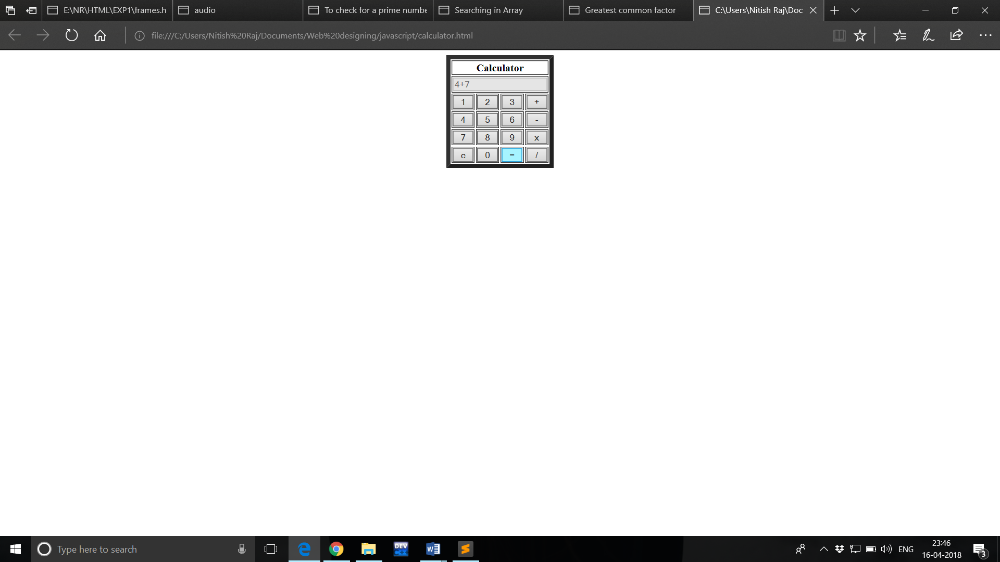 E:\NR\HTML\EXP1\frames.h
audio
To check for a prime numbe
Searching in Array
Greatest common factor
C:\Users\Nitish Raj\Doc
file:///C:/Users/Nitish%20Raj/Documents/Web%20designing/javascript/calculator.html
Calculator
4+7
1 2 3 +
4 5 6 -
7 8 9 x
c 0 = /
Type here to search
DEV
C++
W
ENG
23:46
16-04-2018
3